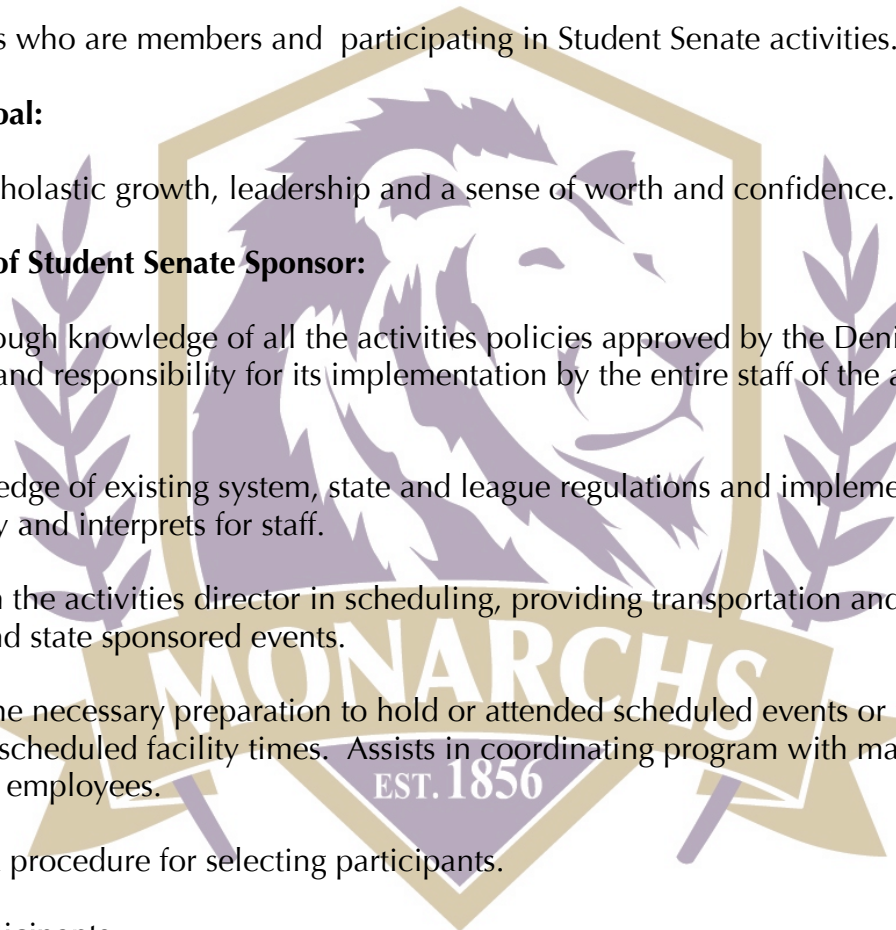 s who are members and  participating in Student Senate activities.
oal:
holastic growth, leadership and a sense of worth and confidence.
of Student Senate Sponsor:
ough knowledge of all the activities policies approved by the Deni
and responsibility for its implementation by the entire staff of the a
edge of existing system, state and league regulations and impleme
y and interprets for staff.
the activities director in scheduling, providing transportation and
nd state sponsored events.
MONARCHS
he necessary preparation to hold or attended scheduled events or
scheduled facility times.  Assists in coordinating program with ma
EST. 1856
employees.
procedure for selecting participants.